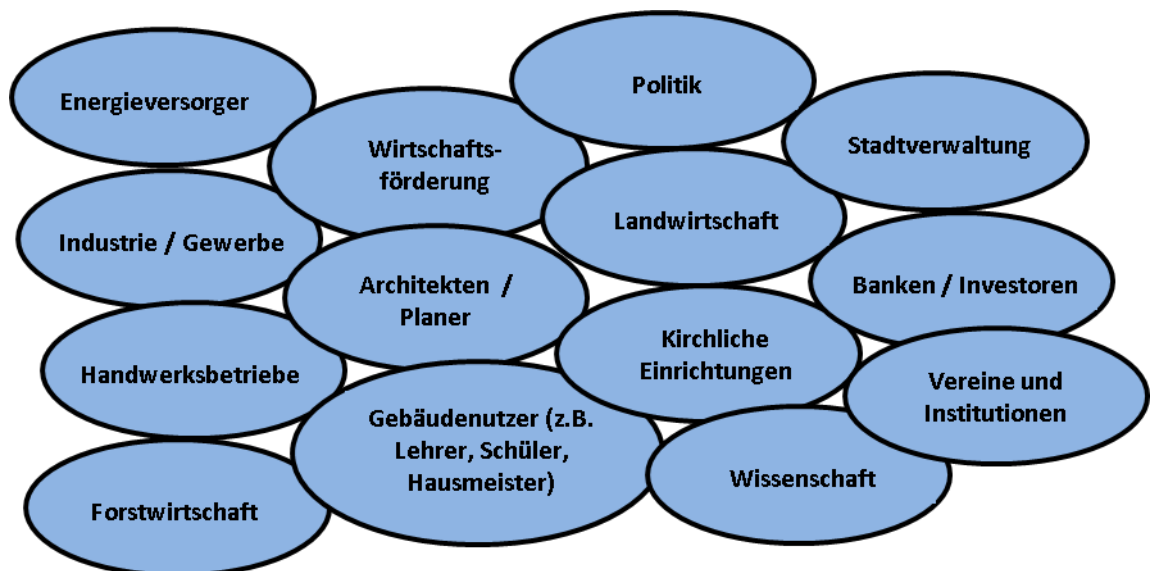 Energieversorger
Industrie / Gewerbe
Handwerksbetriebe
Forstwirtschaft
Wirtschafts-
förderung
Architekten /
Planer
Gebäudenutzer (z.B.
Lehrer, Schüler,
Hausmeister)
Politik
Landwirtschaft
Kirchliche
Einrichtungen
Wissenschaft
Stadtverwaltung
Banken / Investoren
Vereine und
Institutionen